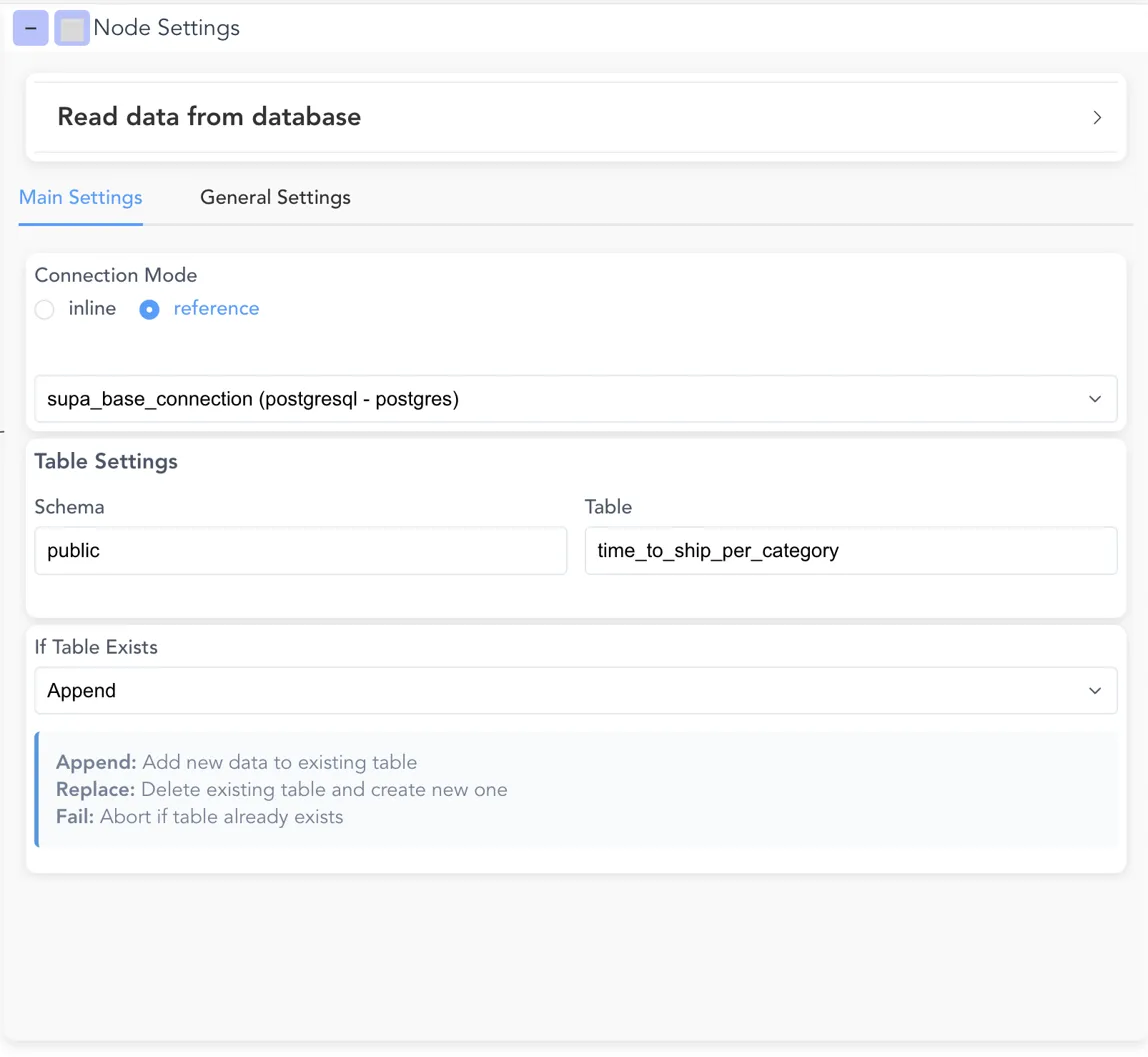 Node Settings
Read data from database
Main Settings General Settings
Connection Mode
inline reference
supa_base_connection (postgresql - postgres)
Table Settings
Schema Table
public time_to_ship_per_category
If Table Exists
Append
Append: Add new data to existing table
Replace: Delete existing table and create new one
Fail: Abort if table already exists